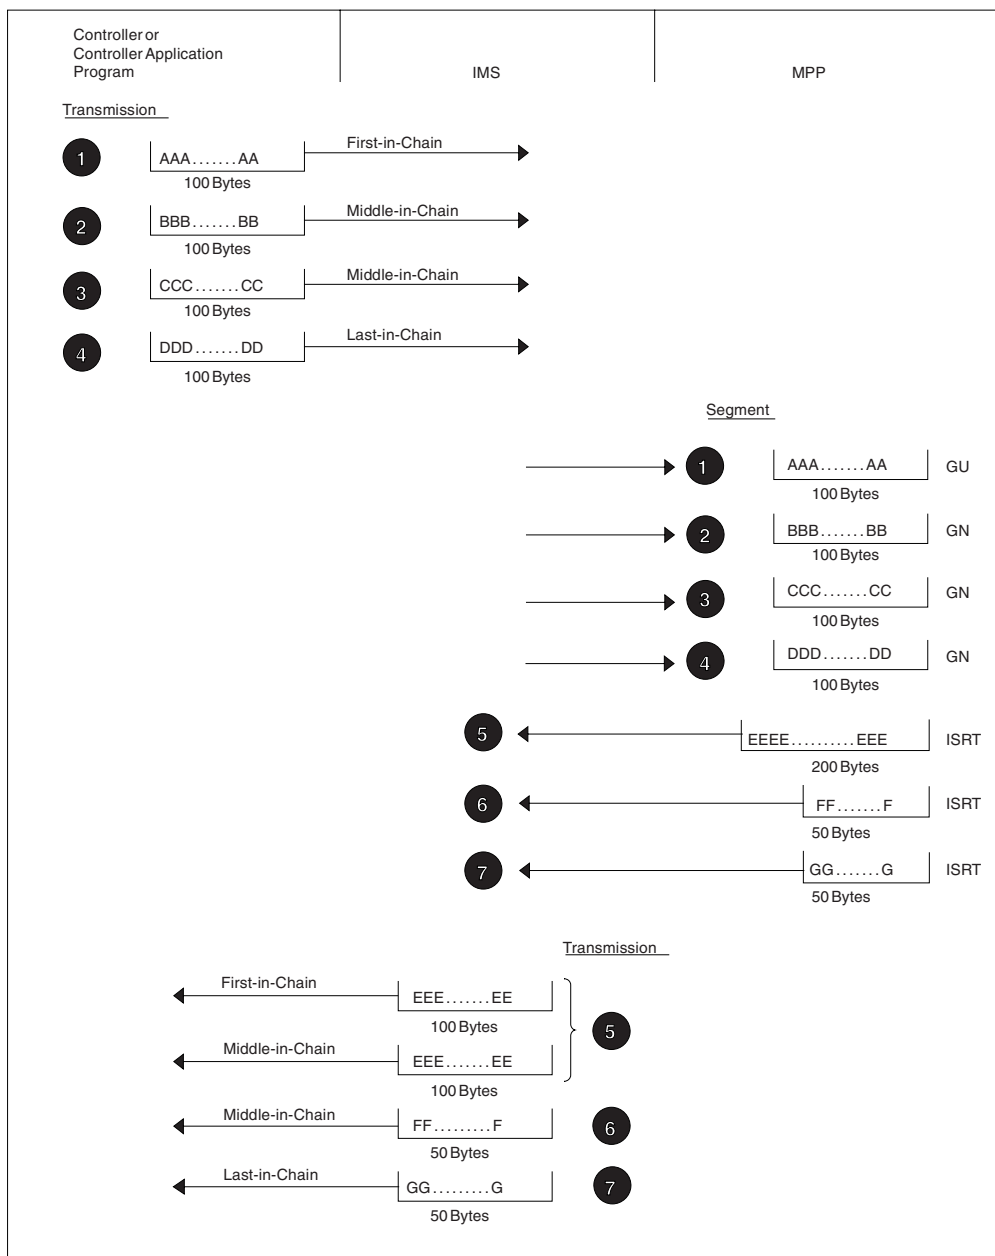 Controller or
Controller Application
Program
IMS
MPP
Transmission
1
AAA.......AA
100 Bytes
First-in-Chain
2
BBB.......BB
100 Bytes
Middle-in-Chain
3
CCC.......CC
100 Bytes
Middle-in-Chain
4
DDD.......DD
100 Bytes
Last-in-Chain
Segment
1
AAA.......AA
100 Bytes
GU
2
BBB.......BB
100 Bytes
GN
3
CCC.......CC
100 Bytes
GN
4
DDD.......DD
100 Bytes
GN
5
EEEE..........EEE
200 Bytes
ISRT
6
FF.......F
50 Bytes
ISRT
7
GG.......G
50 Bytes
ISRT
Transmission
First-in-Chain
EEE.......EE
100 Bytes
Middle-in-Chain
EEE.......EE
100 Bytes
5
Middle-in-Chain
FF.........F
50 Bytes
6
Last-in-Chain
GG.........G
50 Bytes
7